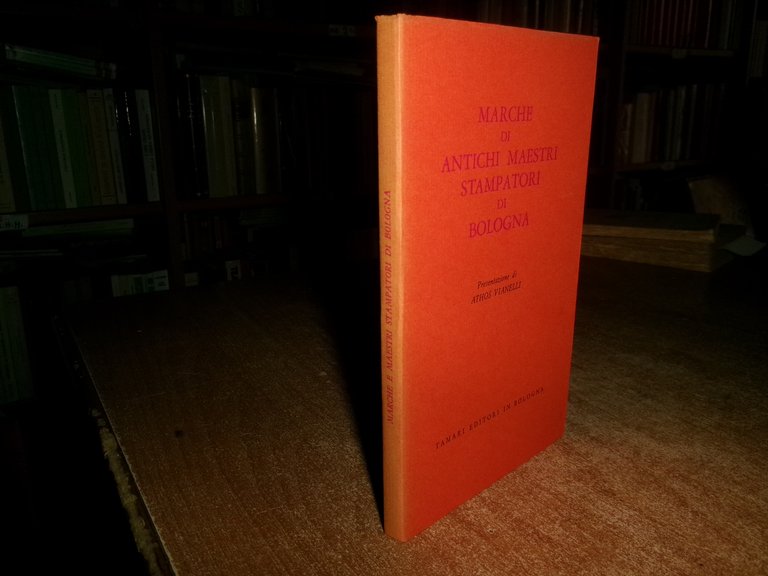 MARCHE
DI
ANTICHI MAESTRI
STAMPATORI
DI
BOLOGNA
Presentazione di
ATHOS VIANELLI
TANARI EDITORI IN BOLOGNA
MARCHE E MAESTRI STAMPATORI DI BOLOGNA